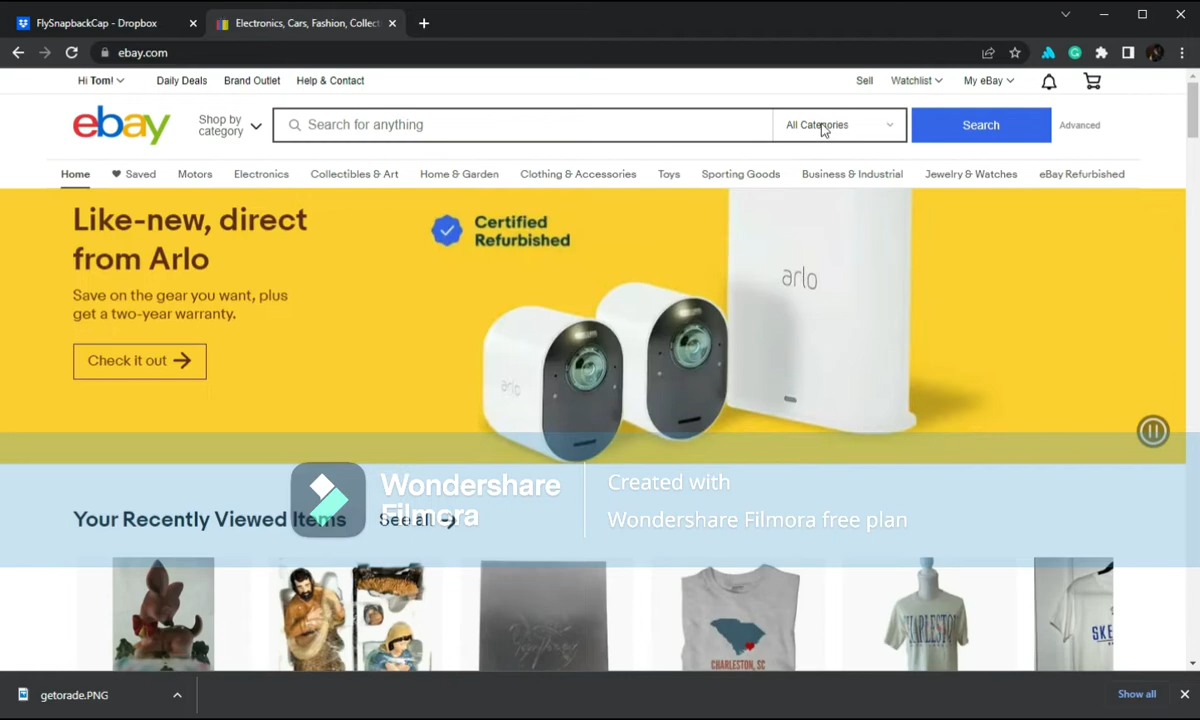 FlySnapbackCap - Dropbox
Electronics, Cars, Fashion, Collect
ebay.com
Hi Tom!
Daily Deals
Brand Outlet
Help & Contact
Sell
Watchlist
My eBay
ebay
Shop by
category
Search for anything
All Categories
Search
Advanced
Home
Saved
Motors
Electronics
Collectibles & Art
Home & Garden
Clothing & Accessories
Toys
Sporting Goods
Business & Industrial
Jewelry & Watches
eBay Refurbished
Like-new, direct
from Arlo
Save on the gear you want, plus
get a two-year warranty.
Check it out
Certified
Refurbished
arlo
arlo
Wondershare
Filmora
Created with
Wondershare Filmora free plan
Your Recently Viewed Items
See all
CHARLESTON, SC
getorade.PNG
Show all